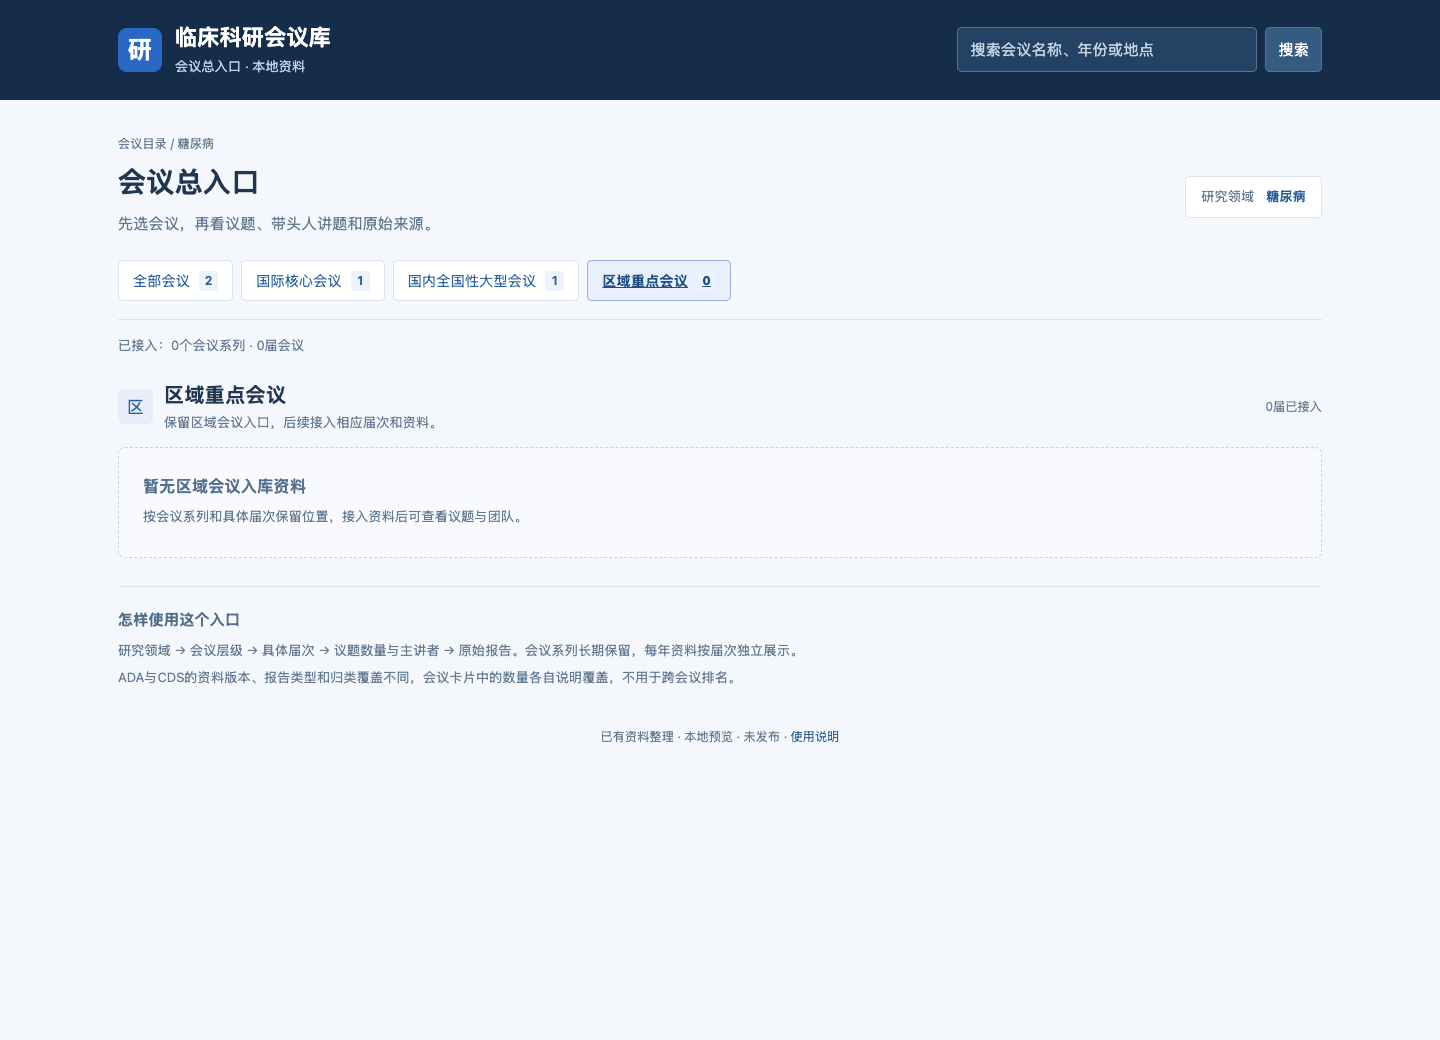 研
临床科研会议库
会议总入口 · 本地资料
搜索会议名称、年份或地点
搜索
会议目录 / 糖尿病
会议总入口
先选会议，再看议题、带头人讲题和原始来源。
研究领域 糖尿病
全部会议 2
国际核心会议 1
国内全国性大型会议 1
区域重点会议 0
已接入：0个会议系列 · 0届会议
区
区域重点会议
保留区域会议入口，后续接入相应届次和资料。
0届已接入
暂无区域会议入库资料
按会议系列和具体届次保留位置，接入资料后可查看议题与团队。
怎样使用这个入口
研究领域 → 会议层级 → 具体届次 → 议题数量与主讲者 → 原始报告。会议系列长期保留，每年资料按届次独立展示。
ADA与CDS的资料版本、报告类型和归类覆盖不同，会议卡片中的数量各自说明覆盖，不用于跨会议排名。
已有资料整理 · 本地预览 · 未发布 · 使用说明